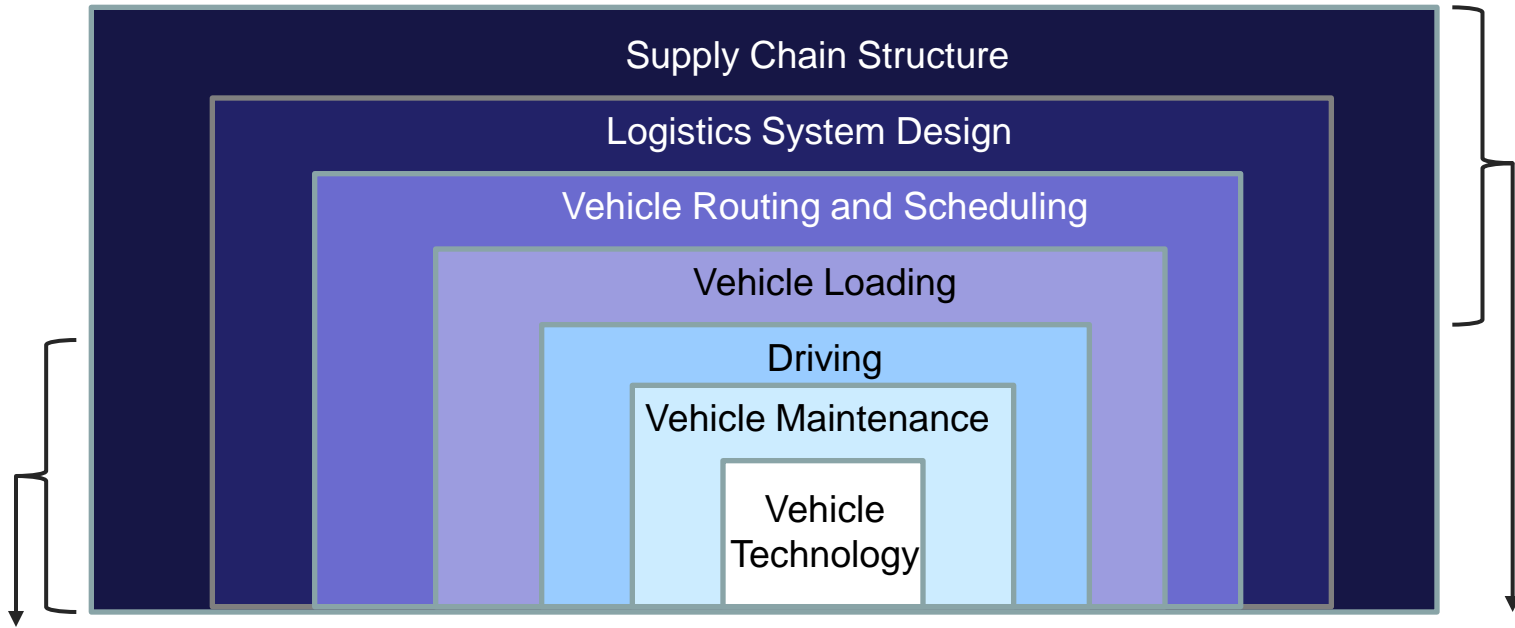 Supply Chain Structure
Logistics System Design
Vehicle Routing and Scheduling
Vehicle Loading
Driving
Vehicle Maintenance
Vehicle
Technology